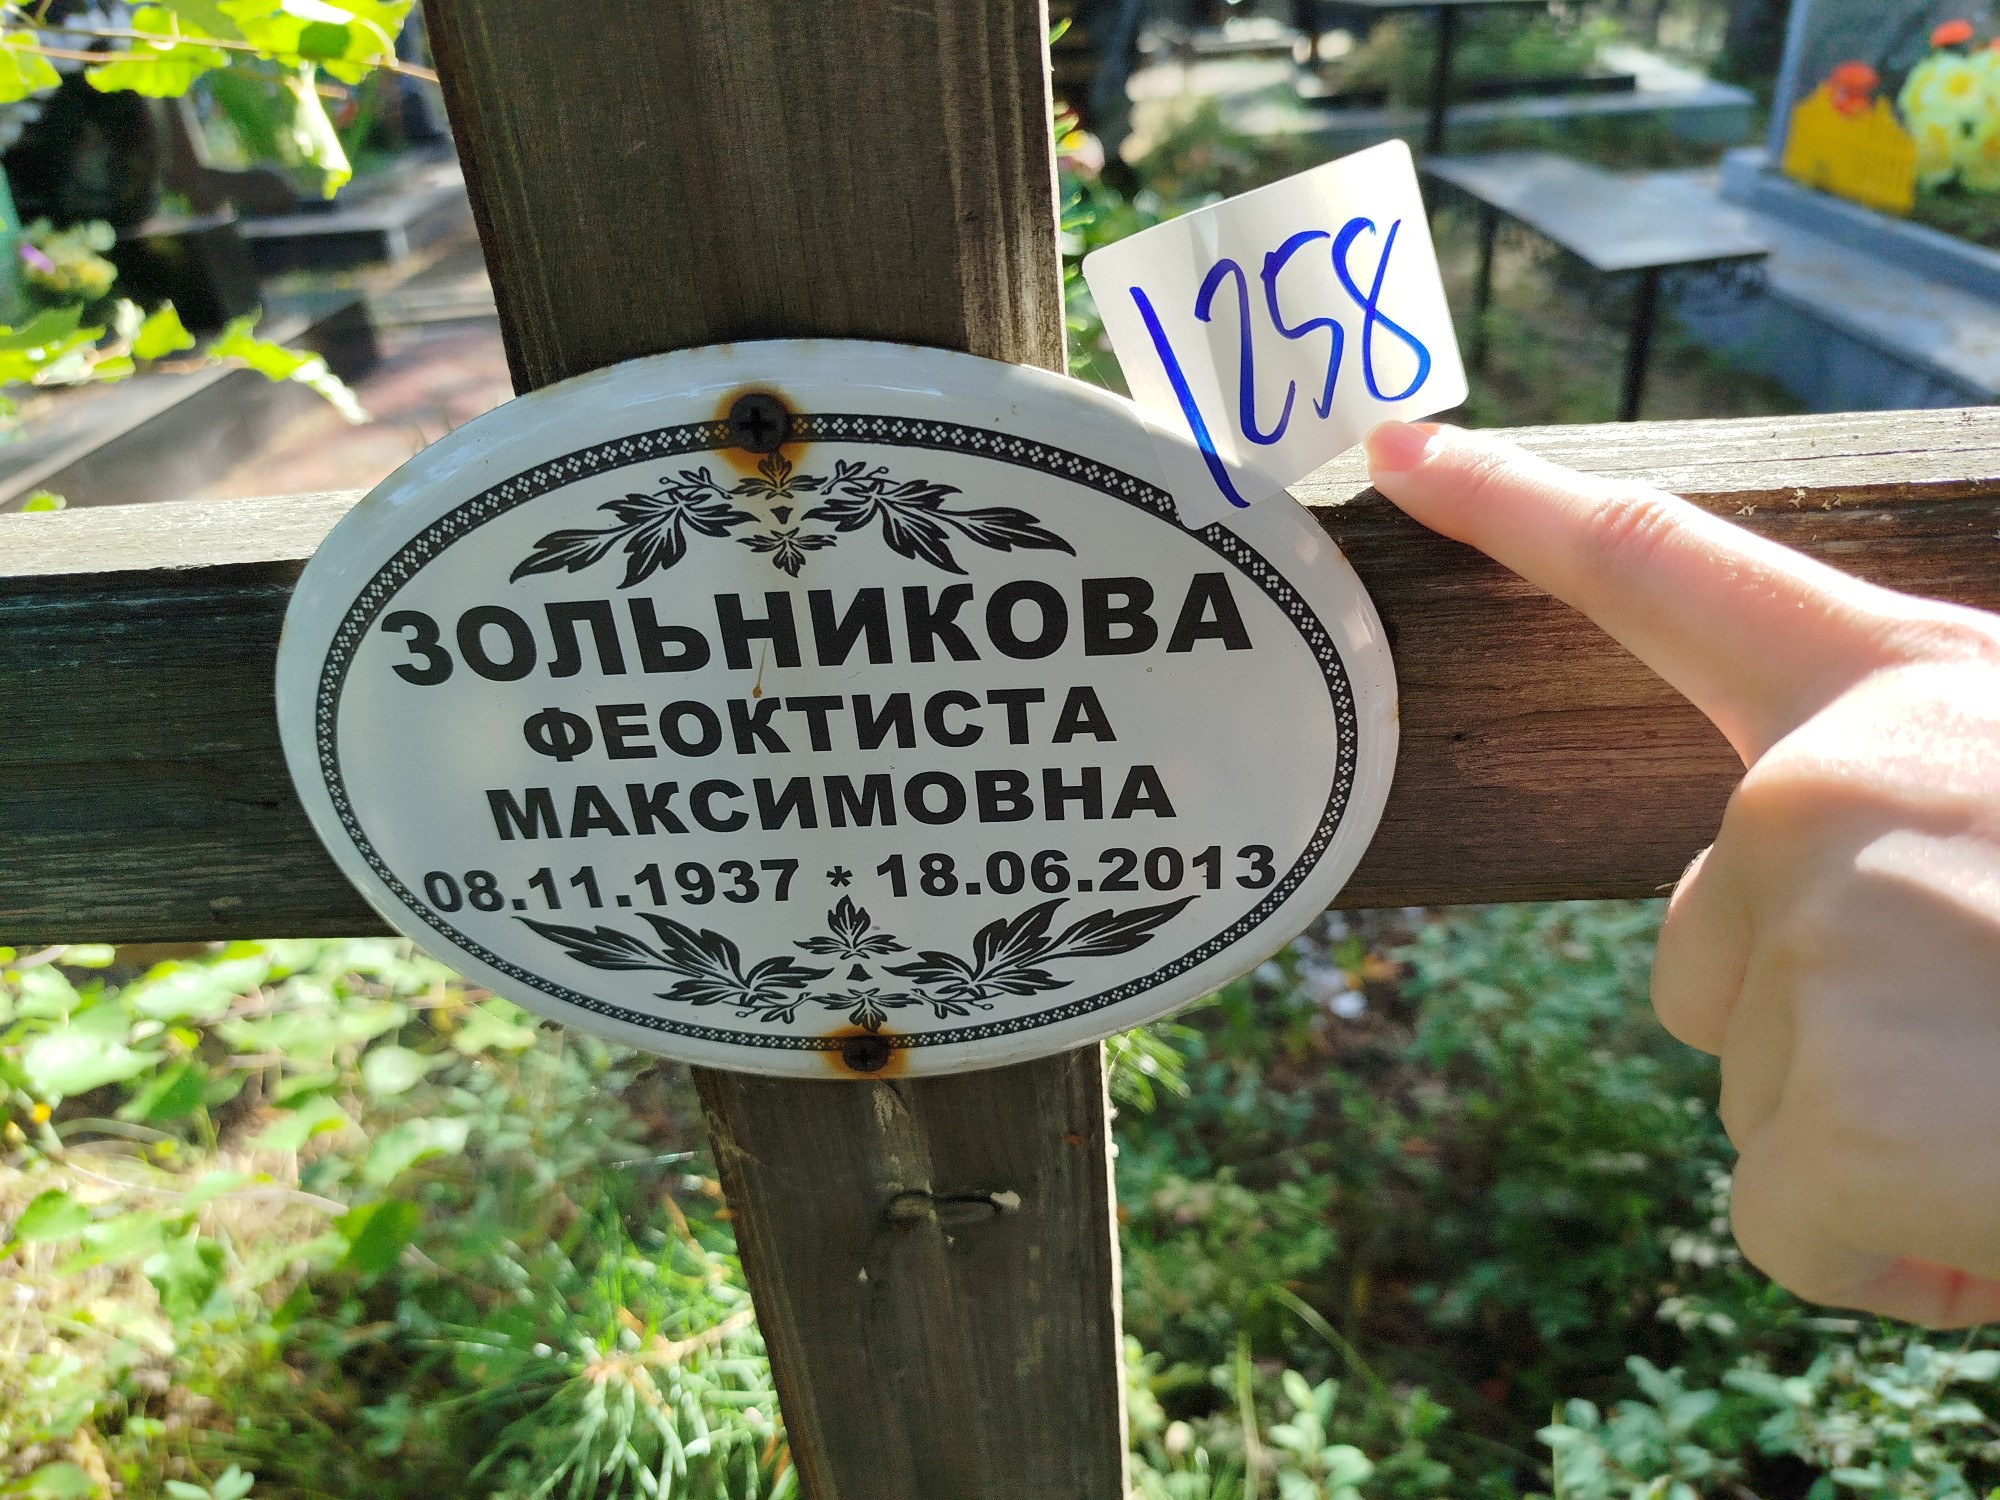 1258
ЗОЛЬНИКОВА
ФЕОКТИСТА
МАКСИМОВНА
08.11.1937 * 18.06.2013